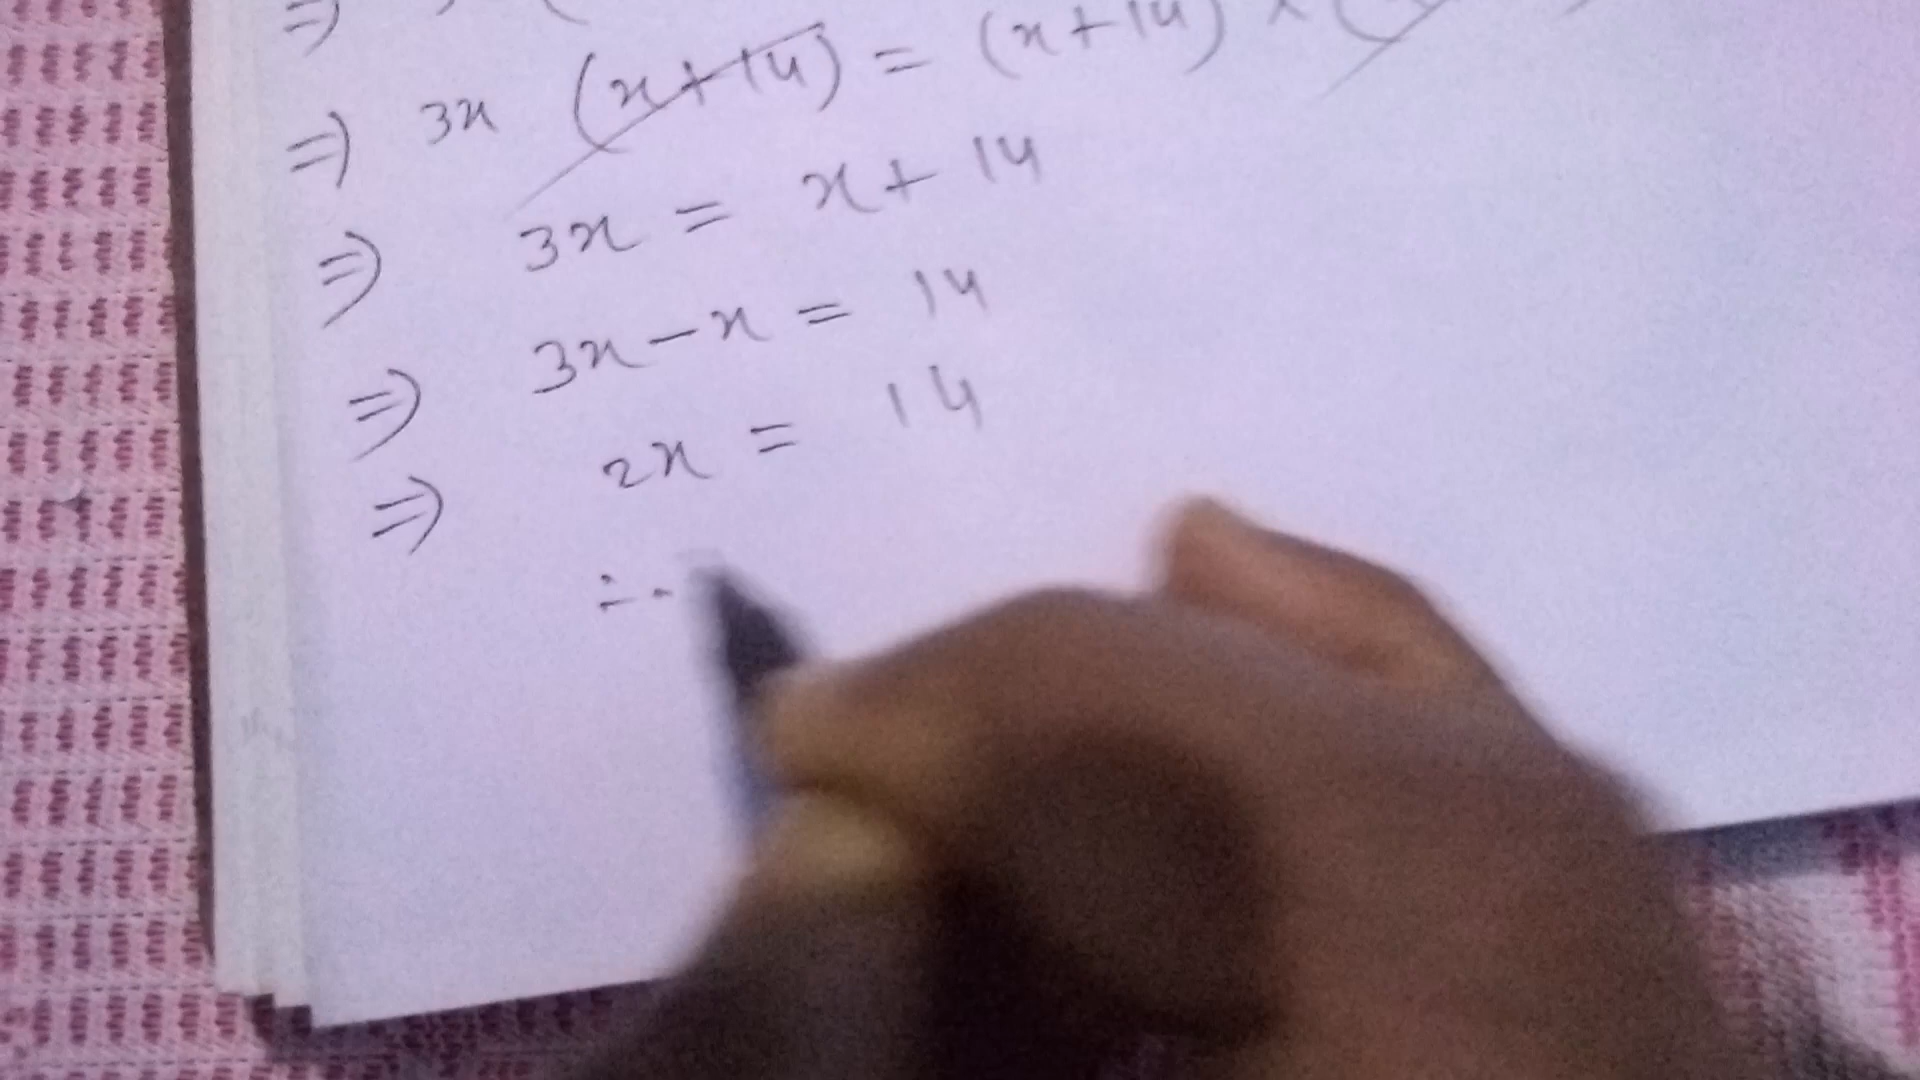 ⇒
⇒ 3x (x+14) = (x+14) × (
⇒ 3x = x + 14
⇒ 3x - x = 14
⇒ 2x = 14
∴